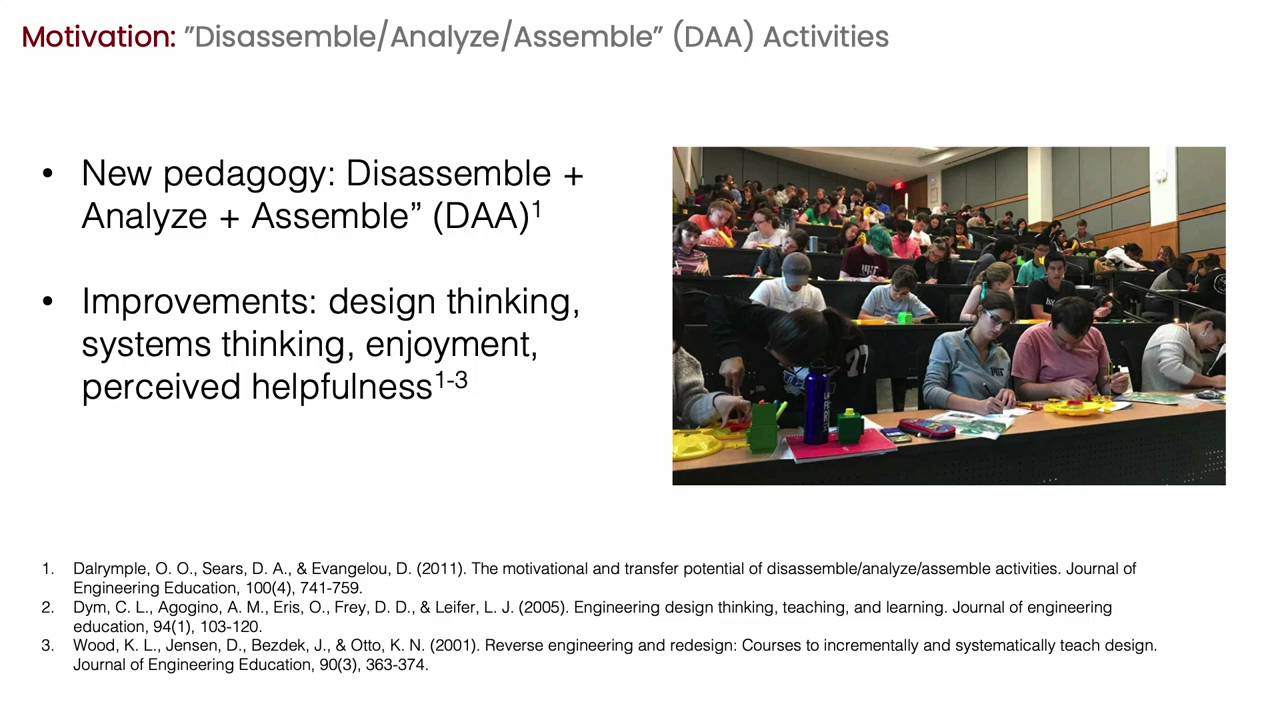 Motivation: ”Disassemble/Analyze/Assemble” (DAA) Activities
• New pedagogy: Disassemble +
Analyze + Assemble” (DAA)1
• Improvements: design thinking,
systems thinking, enjoyment,
perceived helpfulness1-3
1. Dalrymple, O. O., Sears, D. A., & Evangelou, D. (2011). The motivational and transfer potential of disassemble/analyze/assemble activities. Journal of
Engineering Education, 100(4), 741-759.
2. Dym, C. L., Agogino, A. M., Eris, O., Frey, D. D., & Leifer, L. J. (2005). Engineering design thinking, teaching, and learning. Journal of engineering
education, 94(1), 103-120.
3. Wood, K. L., Jensen, D., Bezdek, J., & Otto, K. N. (2001). Reverse engineering and redesign: Courses to incrementally and systematically teach design.
Journal of Engineering Education, 90(3), 363-374.